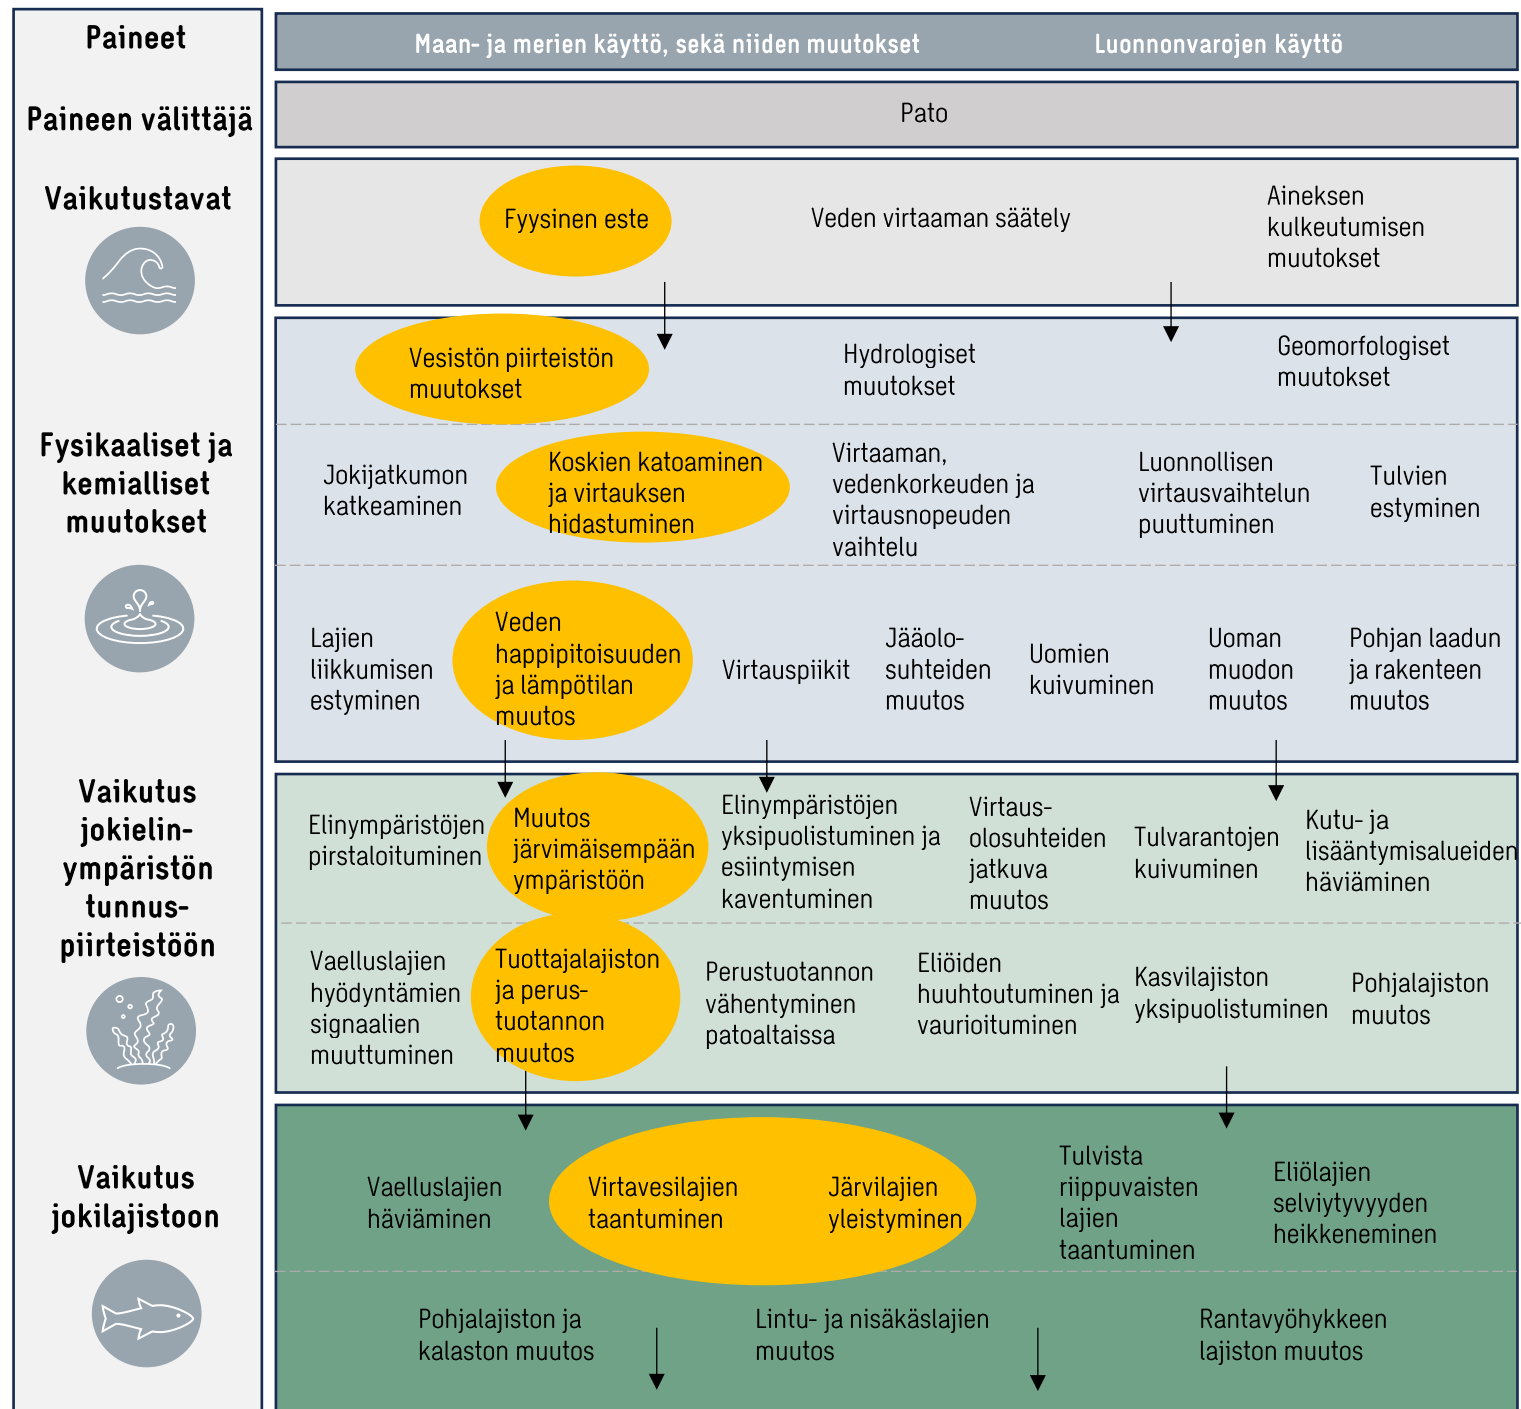 Paineet
Maan- ja merien käyttö, sekä niiden muutokset
Luonnonvarojen käyttö
Paineen välittäjä
Pato
Vaikutustavat
Fyysinen este
Veden virtaaman säätely
Aineksen
kulkeutumisen
muutokset
Fysikaaliset ja
kemialliset
muutokset
Vesistön piirteistön
muutokset
Hydrologiset
muutokset
Geomorfologiset
muutokset
Jokijatkumon
katkeaminen
Koskien katoaminen
ja virtauksen
hidastuminen
Virtaaman,
vedenkorkeuden ja
virtausnopeuden
vaihtelu
Luonnollisen
virtausvaihtelun
puuttuminen
Tulvien
estyminen
Lajien
liikkumisen
estyminen
Veden
happipitoisuuden
ja lämpötilan
muutos
Virtauspiikit
Jääolo-
suhteiden
muutos
Uomien
kuivuminen
Uoman
muodon
muutos
Pohjan laadun
ja rakenteen
muutos
Vaikutus
jokielin-
ympäristön
tunnus-
piirteistöön
Elinympäristöjen
pirstaloituminen
Muutos
järvimäisempään
ympäristöön
Elinympäristöjen
yksipuolistuminen ja
esiintymisen
kaventuminen
Virtaus-
olosuhteiden
jatkuva
muutos
Tulvarantojen
kuivuminen
Kutu- ja
lisääntymisalueiden
häviäminen
Vaelluslajien
hyödyntämien
signaalien
muuttuminen
Tuottajalajiston
ja perus-
tuotannon
muutos
Perustuotannon
vähentyminen
patoaltaissa
Eliöiden
huuhtoutuminen ja
vaurioituminen
Kasvilajiston
yksipuolistuminen
Pohjalajiston
muutos
Vaikutus
jokilajistoon
Vaelluslajien
häviäminen
Virtavesilajien
taantuminen
Järvilajien
yleistyminen
Tulvista
riippuvaisten
lajien
taantuminen
Eliölajien
selviytyvyyden
heikkeneminen
Pohjalajiston ja
kalaston muutos
Lintu- ja nisäkäslajien
muutos
Rantavyöhykkeen
lajiston muutos